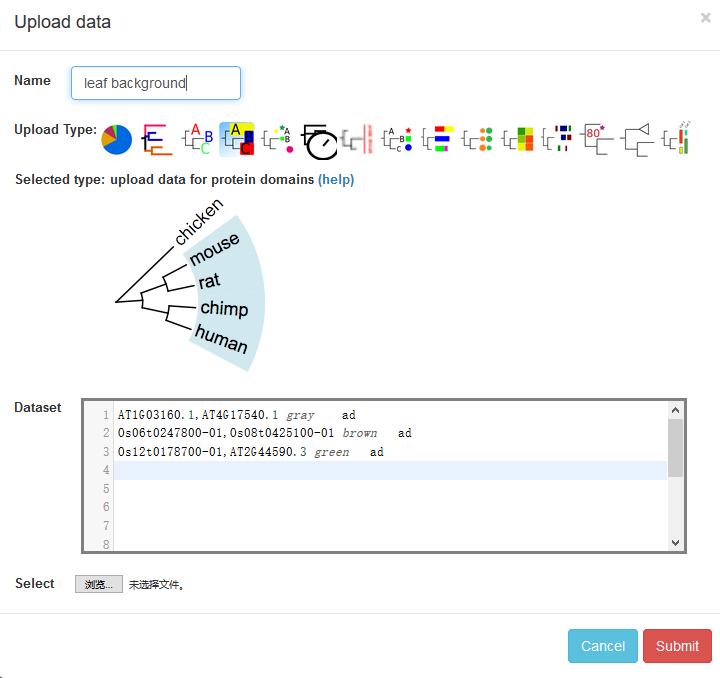 Upload data
×
Name
leaf background
Upload Type:
A B C
A B C
A B
A B C
80*
Selected type: upload data for protein domains (help)
chicken
mouse
rat
chimp
human
Dataset
1 AT1G03160.1,AT4G17540.1 gray ad
2 Os06t0247800-01,Os08t0425100-01 brown ad
3 Os12t0178700-01,AT2G44590.3 green ad
4
5
6
7
8
Select
浏览... 未选择文件。
Cancel Submit